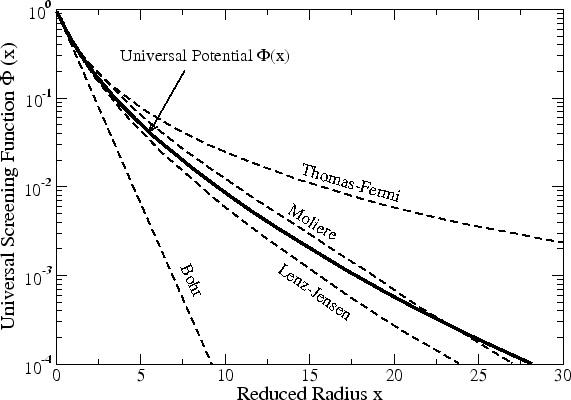 Universal Screening Function Φ (x)
10^0
10^-1
10^-2
10^-3
10^-4
Universal Potential Φ(x)
Thomas-Fermi
Moliere
Lenz-Jensen
Bohr
0 5 10 15 20 25 30
Reduced Radius x